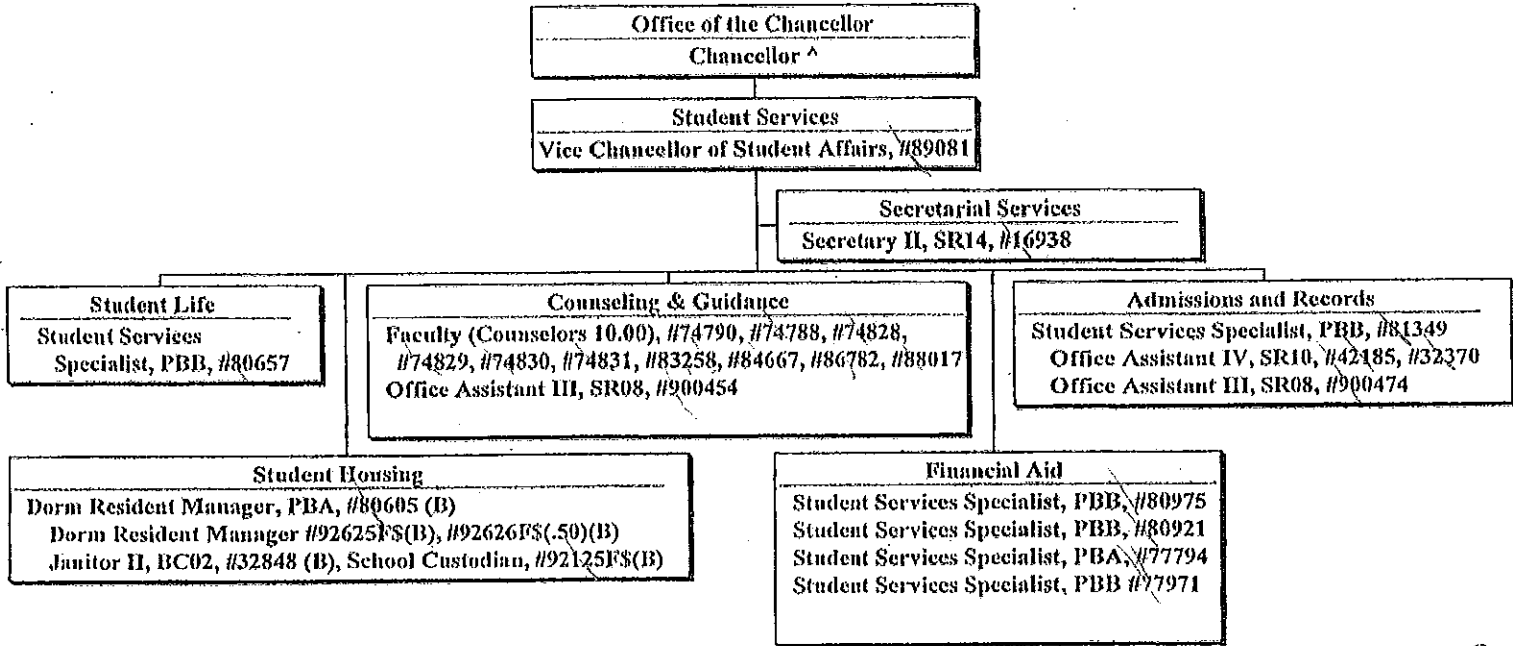 Office of the Chancellor
Chancellor ^
Student Services
Vice Chancellor of Student Affairs, #89081
Secretarial Services
Secretary II, SR14, #16938
Student Life
Student Services
Specialist, PBB, #80657
Counseling & Guidance
Faculty (Counselors 10.00), #74790, #74788, #74828,
#74829, #74830, #74831, #83258, #84667, #86782, #88017
Office Assistant III, SR08, #900454
Admissions and Records
Student Services Specialist, PBB, #81349
Office Assistant IV, SR10, #42185, #32370
Office Assistant III, SR08, #900474
Student Housing
Dorm Resident Manager, PBA, #80605 (B)
Dorm Resident Manager #92625F$(B), #92626F$(.50)(B)
Janitor II, BC02, #32848 (B), School Custodian, #92125F$(B)
Financial Aid
Student Services Specialist, PBB, #80975
Student Services Specialist, PBB, #80921
Student Services Specialist, PBA, #77794
Student Services Specialist, PBB #77971